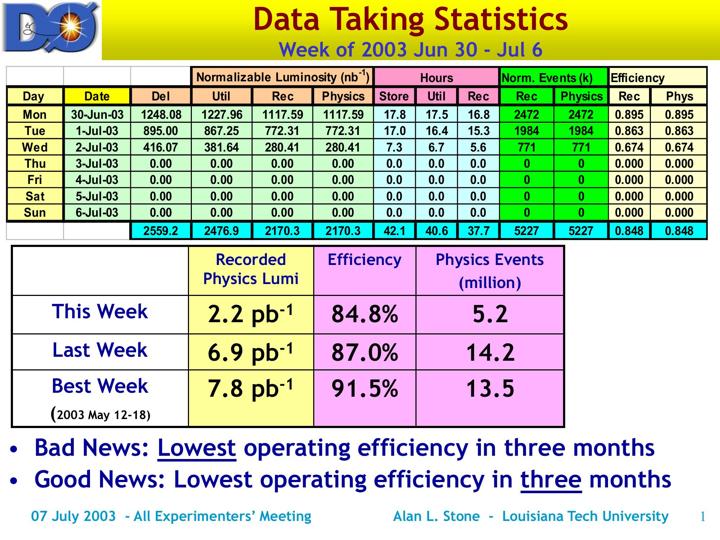 DØ
Data Taking Statistics
Week of 2003 Jun 30 - Jul 6
Normalizable Luminosity (nb-1) Hours Norm. Events (k) Efficiency
Day Date Del Util Rec Physics Store Util Rec Rec Physics Rec Phys
Mon 30-Jun-03 1248.08 1227.96 1117.59 1117.59 17.8 17.5 16.8 2472 2472 0.895 0.895
Tue 1-Jul-03 895.00 867.25 772.31 772.31 17.0 16.4 15.3 1984 1984 0.863 0.863
Wed 2-Jul-03 416.07 381.64 280.41 280.41 7.3 6.7 5.6 771 771 0.674 0.674
Thu 3-Jul-03 0.00 0.00 0.00 0.00 0.0 0.0 0.0 0 0 0.000 0.000
Fri 4-Jul-03 0.00 0.00 0.00 0.00 0.0 0.0 0.0 0 0 0.000 0.000
Sat 5-Jul-03 0.00 0.00 0.00 0.00 0.0 0.0 0.0 0 0 0.000 0.000
Sun 6-Jul-03 0.00 0.00 0.00 0.00 0.0 0.0 0.0 0 0 0.000 0.000
2559.2 2476.9 2170.3 2170.3 42.1 40.6 37.7 5227 5227 0.848 0.848
Recorded Efficiency Physics Events
Physics Lumi (million)
This Week 2.2 pb-1 84.8% 5.2
Last Week 6.9 pb-1 87.0% 14.2
Best Week 7.8 pb-1 91.5% 13.5
(2003 May 12-18)
• Bad News: Lowest operating efficiency in three months
• Good News: Lowest operating efficiency in three months
07 July 2003 - All Experimenters’ Meeting Alan L. Stone - Louisiana Tech University 1